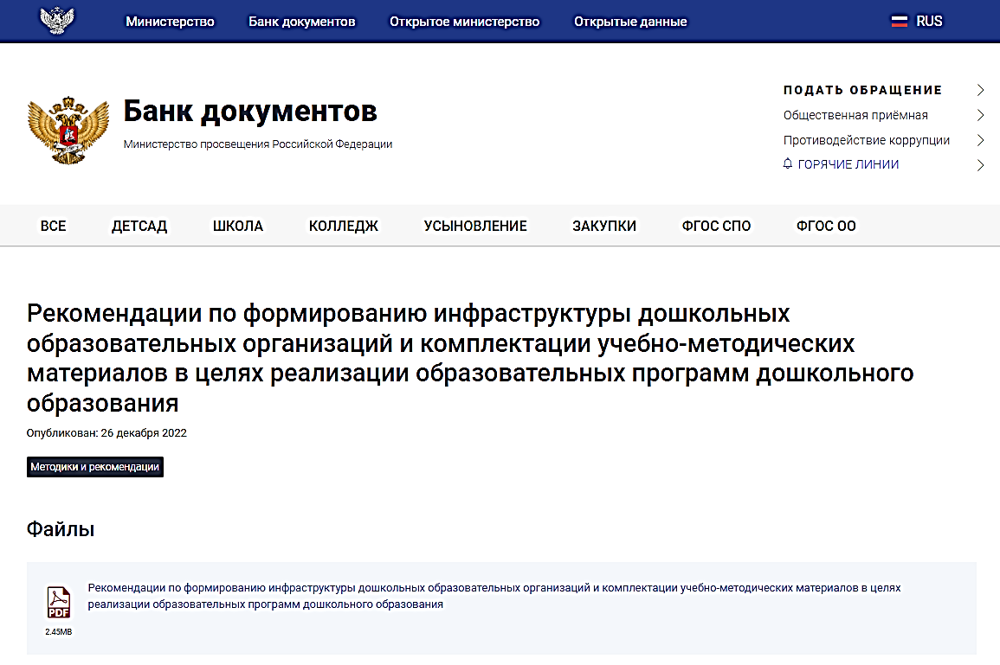 Министерство Банк документов Открытое министерство Открытые данные RUS
Банк документов
Министерство просвещения Российской Федерации
ПОДАТЬ ОБРАЩЕНИЕ
Общественная приёмная
Противодействие коррупции
ГОРЯЧИЕ ЛИНИИ
ВСЕ ДЕТСАД ШКОЛА КОЛЛЕДЖ УСЫНОВЛЕНИЕ ЗАКУПКИ ФГОС СПО ФГОС ОО
Рекомендации по формированию инфраструктуры дошкольных
образовательных организаций и комплектации учебно-методических
материалов в целях реализации образовательных программ дошкольного
образования
Опубликован: 26 декабря 2022
Методики и рекомендации
Файлы
Рекомендации по формированию инфраструктуры дошкольных образовательных организаций и комплектации учебно-методических материалов в целях
реализации образовательных программ дошкольного образования
PDF
2.45MB